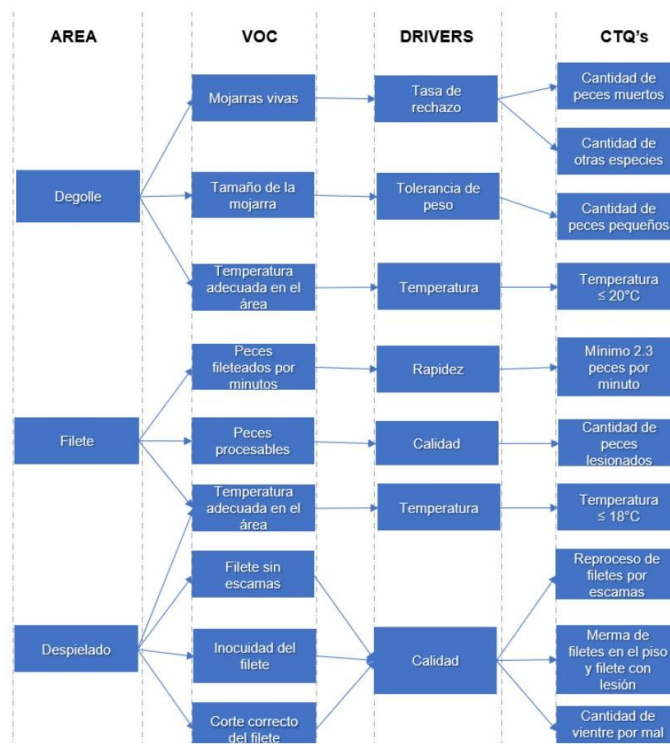 AREA
VOC
DRIVERS
CTQ's
Degolle
Mojarras vivas
Tasa de
rechazo
Cantidad de
peces muertos
Cantidad de
otras especies
Tamaño de la
mojarra
Tolerancia de
peso
Cantidad de
peces pequeños
Temperatura
adecuada en el
área
Temperatura
Temperatura
≤ 20°C
Filete
Peces
fileteados por
minutos
Rapidez
Mínimo 2.3
peces por
minuto
Peces
procesables
Calidad
Cantidad de
peces
lesionados
Temperatura
adecuada en el
área
Temperatura
Temperatura
≤ 18°C
Despielado
Filete sin
escamas
Inocuidad del
filete
Corte correcto
del filete
Calidad
Reproceso de
filetes por
escamas
Merma de
filetes en el piso
y filete con
lesión
Cantidad de
vientre por mal